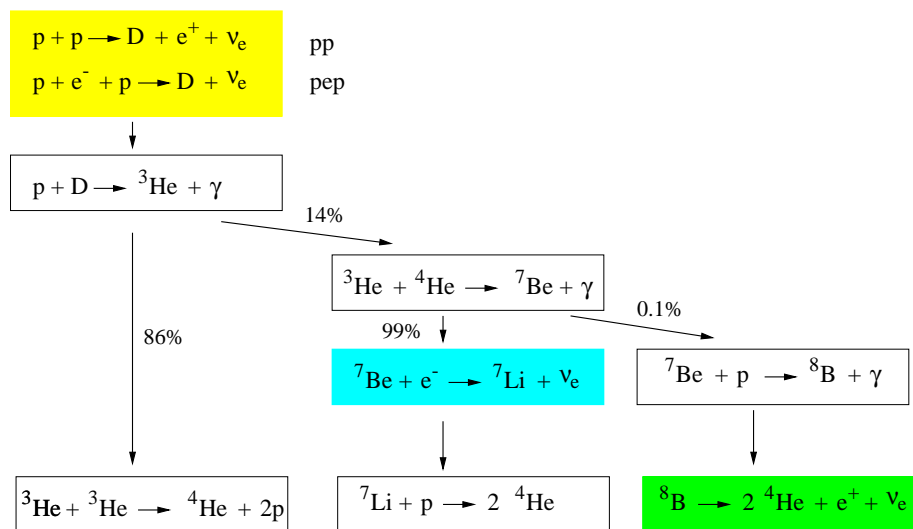 p + p → D + e⁺ + νₑ pp
p + e⁻ + p → D + νₑ pep
p + D → ³He + γ
14%
³He + ⁴He → ⁷Be + γ
86%
99%
0.1%
⁷Be + e⁻ → ⁷Li + νₑ
⁷Be + p → ⁸B + γ
³He + ³He → ⁴He + 2p
⁷Li + p → 2 ⁴He
⁸B → 2 ⁴He + e⁺ + νₑ